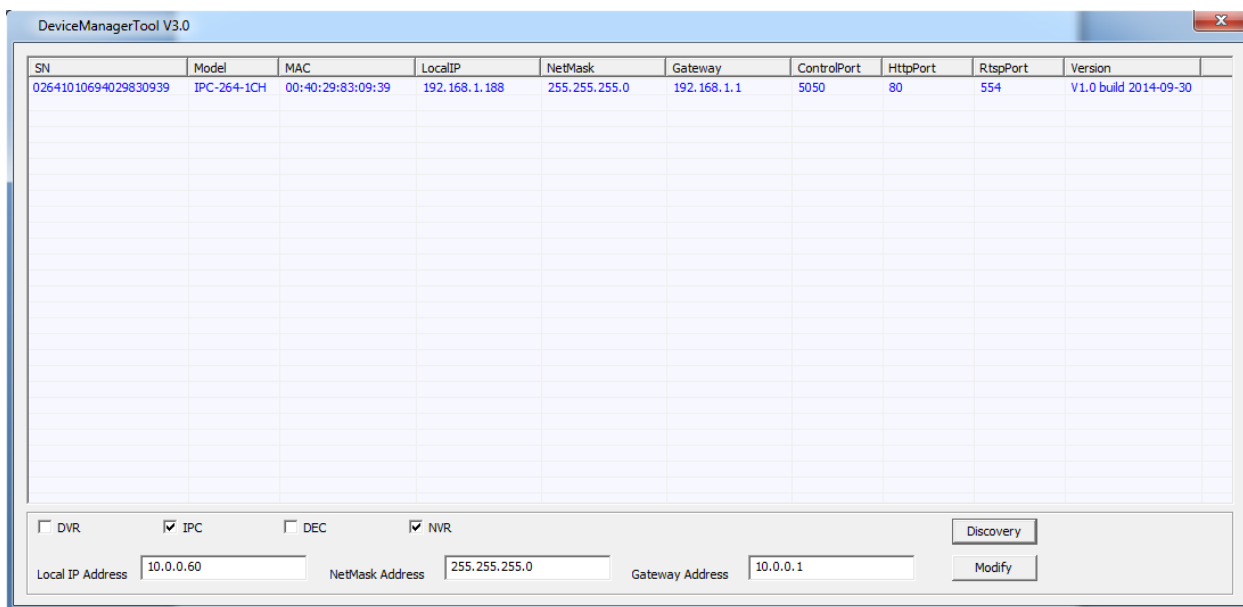 DeviceManagerTool V3.0
SN Model MAC LocalIP NetMask Gateway ControlPort HttpPort RtspPort Version
02641010694029830939 IPC-264-1CH 00:40:29:83:09:39 192.168.1.188 255.255.255.0 192.168.1.1 5050 80 554 V1.0 build 2014-09-30
DVR IPC DEC NVR Discovery
Local IP Address 10.0.0.60 NetMask Address 255.255.255.0 Gateway Address 10.0.0.1 Modify